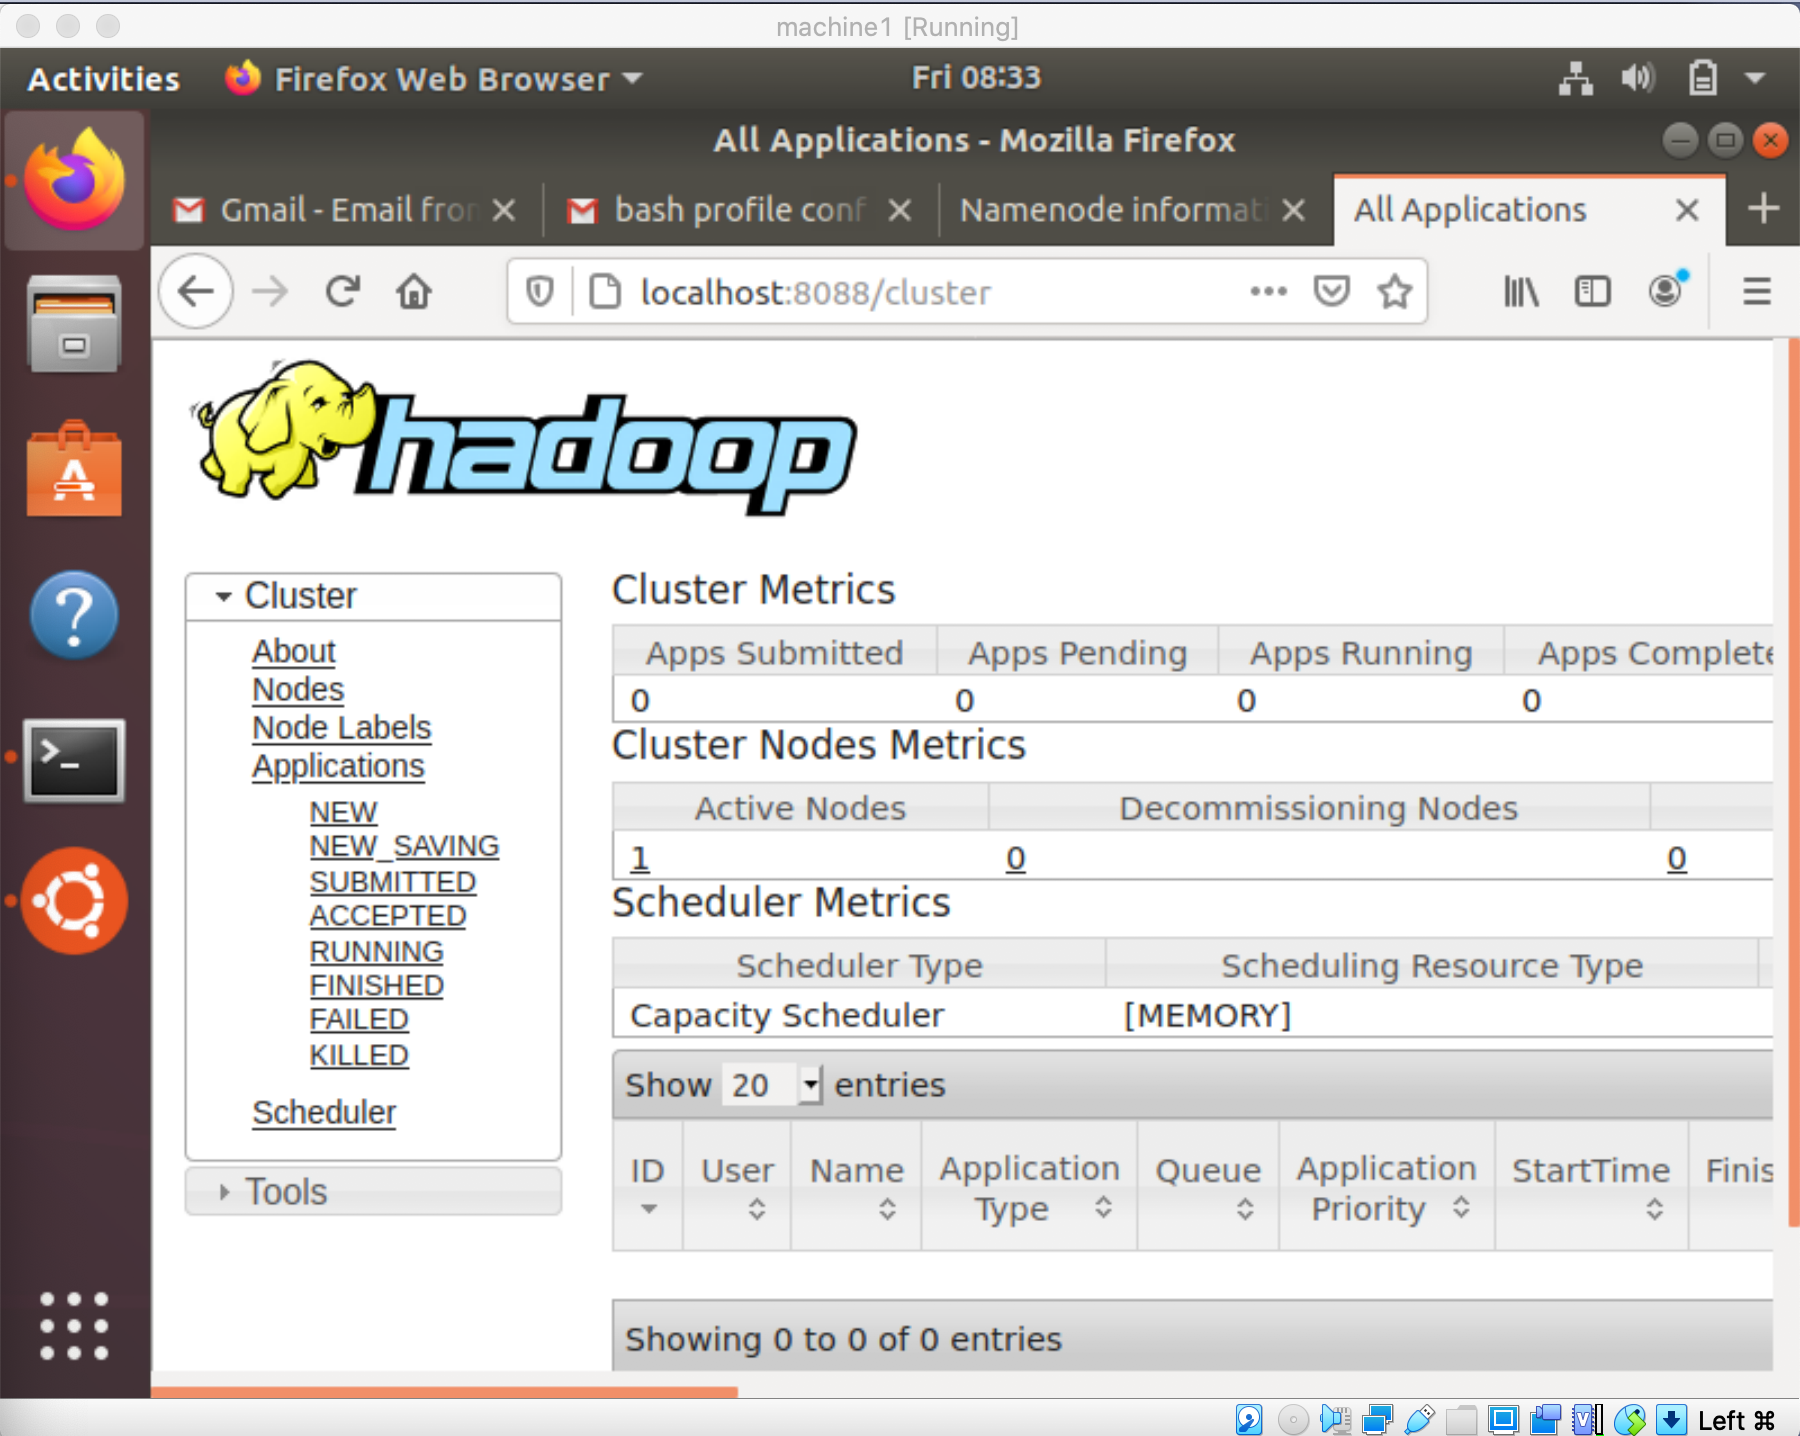 machine1 [Running]
Activities Firefox Web Browser Fri 08:33
All Applications - Mozilla Firefox
Gmail - Email fron bash profile conf Namenode informati All Applications
localhost:8088/cluster
hadoop
Cluster
About
Nodes
Node Labels
Applications
NEW
NEW_SAVING
SUBMITTED
ACCEPTED
RUNNING
FINISHED
FAILED
KILLED
Scheduler
Tools
Cluster Metrics
Apps Submitted Apps Pending Apps Running Apps Complete
0 0 0 0
Cluster Nodes Metrics
Active Nodes Decommissioning Nodes
1 0 0
Scheduler Metrics
Scheduler Type Scheduling Resource Type
Capacity Scheduler [MEMORY]
Show 20 entries
ID User Name Application Type Queue Application Priority StartTime Finis
Showing 0 to 0 of 0 entries
Left ⌘